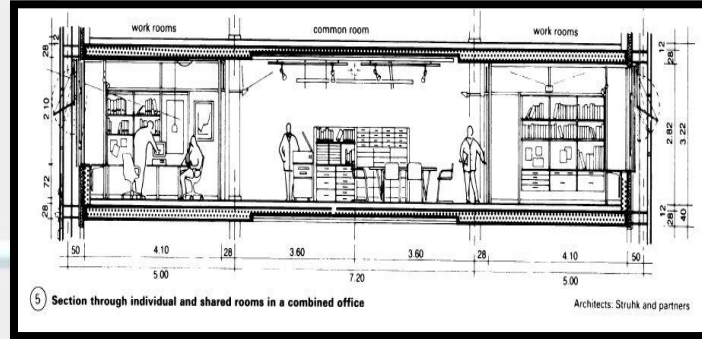 work rooms common room work rooms
28 12
2 10
72
28
12
28
2.82 3.22
12
28 40
50 4.10 28 3.60 3.60 28 4.10 50
5.00 7.20 5.00
5 Section through individual and shared rooms in a combined office Architects: Struhk and partners